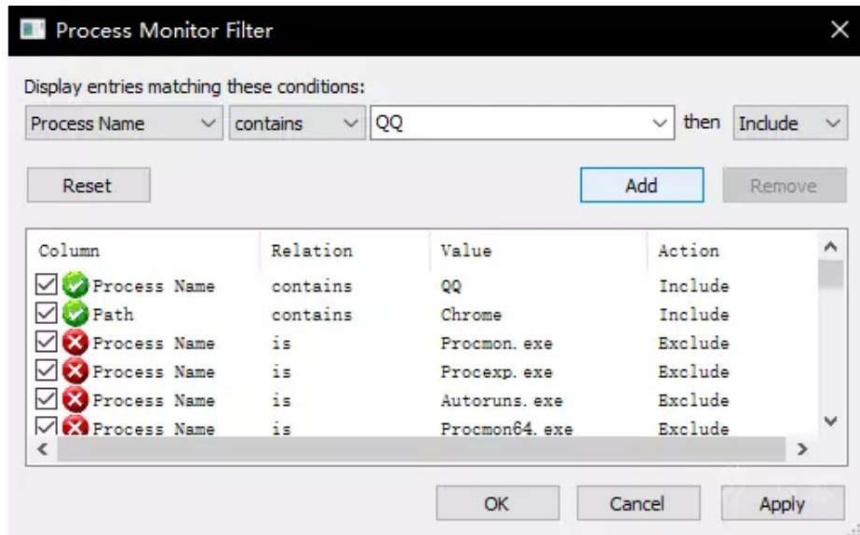 Process Monitor Filter
Display entries matching these conditions:
Process Name contains QQ then Include
Reset Add Remove
Column Relation Value Action
Process Name contains QQ Include
Path contains Chrome Include
Process Name is Procmon.exe Exclude
Process Name is Procexp.exe Exclude
Process Name is Autoruns.exe Exclude
Process Name is Procmon64.exe Exclude
OK Cancel Apply